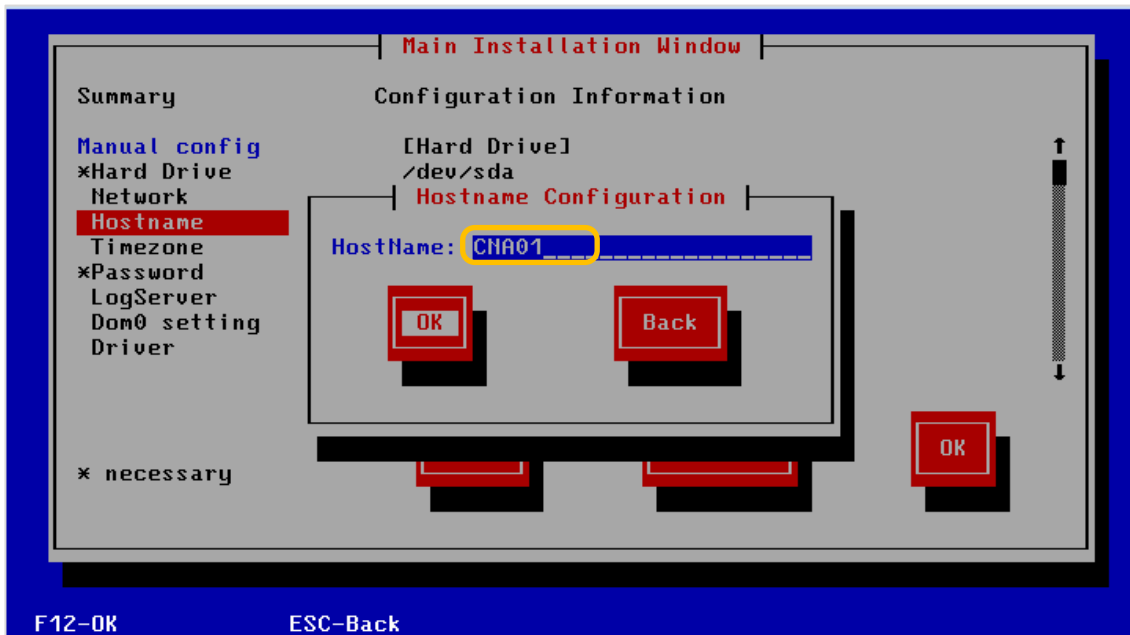 Main Installation Window
Summary Configuration Information
Manual config [Hard Drive]
*Hard Drive /dev/sda
Network
Hostname Configuration
Hostname
HostName: CNA01
Timezone
*Password
LogServer
Dom0 setting
Driver
OK Back
OK
* necessary
F12-OK ESC-Back